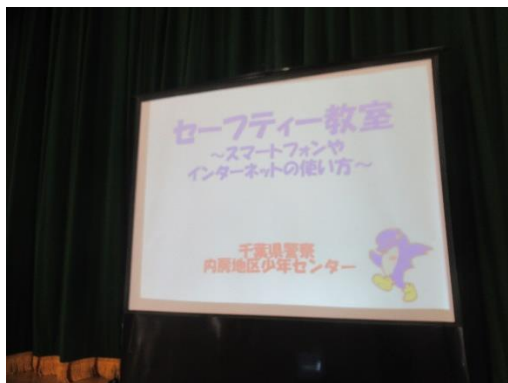 セーフティー教室
～スマートフォンや
インターネットの使い方～
千葉県警察
内房地区少年センター